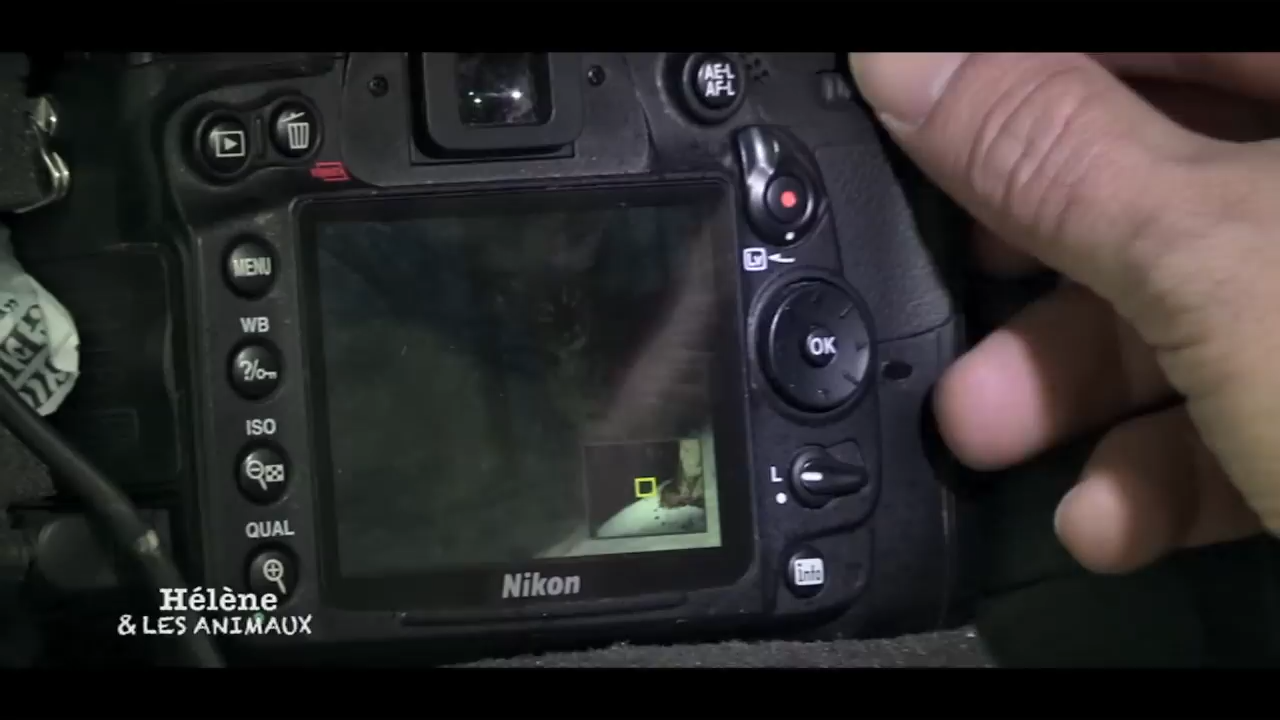 AE-L
AF-L
MENU
Lv
WB
?
OK
ISO
L
QUAL
info
Nikon
Hélène
& LES ANIMAUX